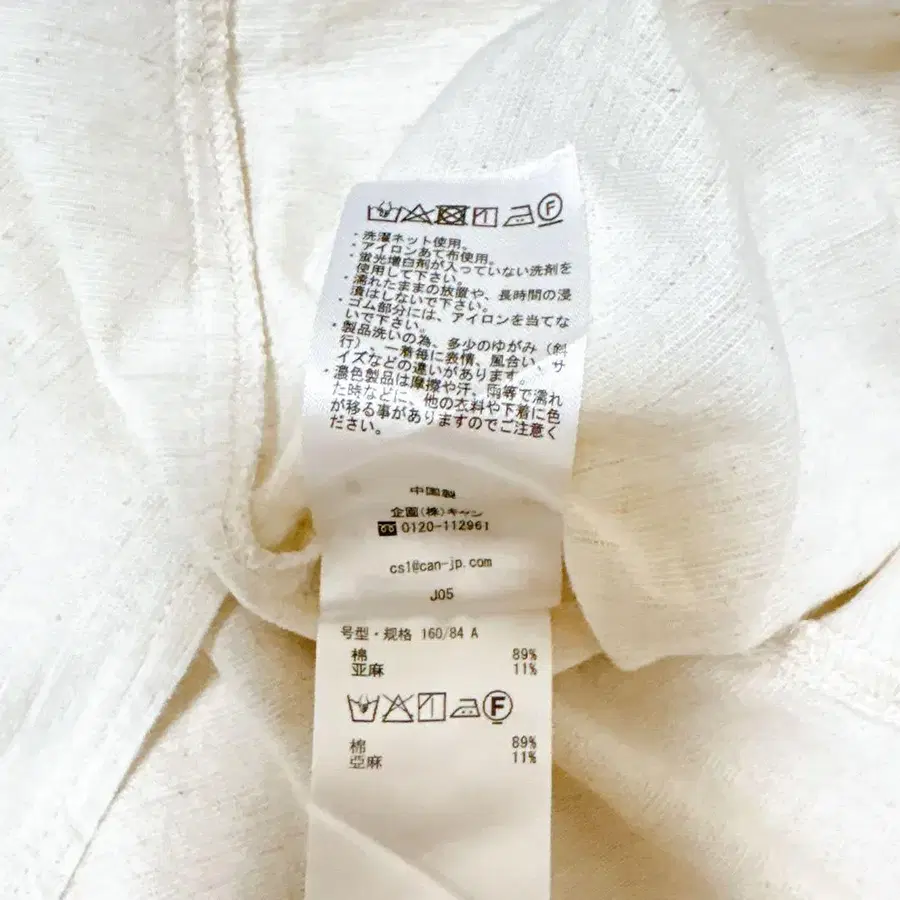 ・洗濯ネット使用。
・アイロンあて布使用。
・蛍光増白剤が入っていない洗剤を
使用して下さい。
・濡れたままの放置や、長時間の浸
漬はしないで下さい。
・ゴム部分には、アイロンを当てな
いで下さい。
・製品洗いの為、多少のゆがみ（斜
行）、一着毎に表情、風合い、サ
イズなどの違いがあります。
・濃色製品は摩擦や汗、雨等で濡れ
た時などに、他の衣料や下着に色
が移る事がありますのでご注意く
ださい。
中国製
企画(株)キャン
0120-112961
cs1@can-jp.com
J05
号型・规格 160/84 A
棉 89%
亚麻 11%
F
棉 89%
亞麻 11%